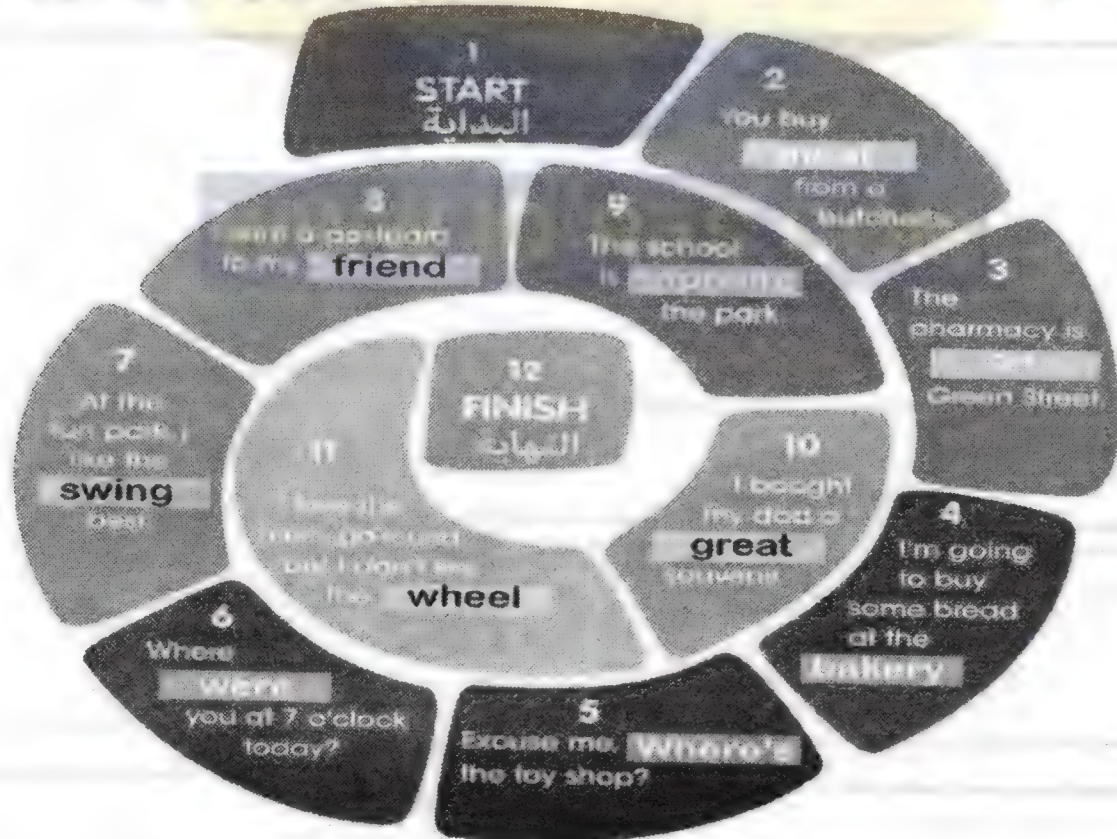 1
START
البداية
2
You buy
meat
from a
butcher's.
3
The
pharmacy is
Green Street.
4
I'm going
to buy
some bread
at the
bakery
5
Excuse me. Where's
the toy shop?
6
Where
were
you at 7 o'clock
today?
7
At the
fun park, I
like the
swing
best.
8
a postcard
to my friend
9
The school
is opposite
the park.
10
I bought
my dad a
great
souvenir.
11
but I didn't
the wheel
12
FINISH
النهاية